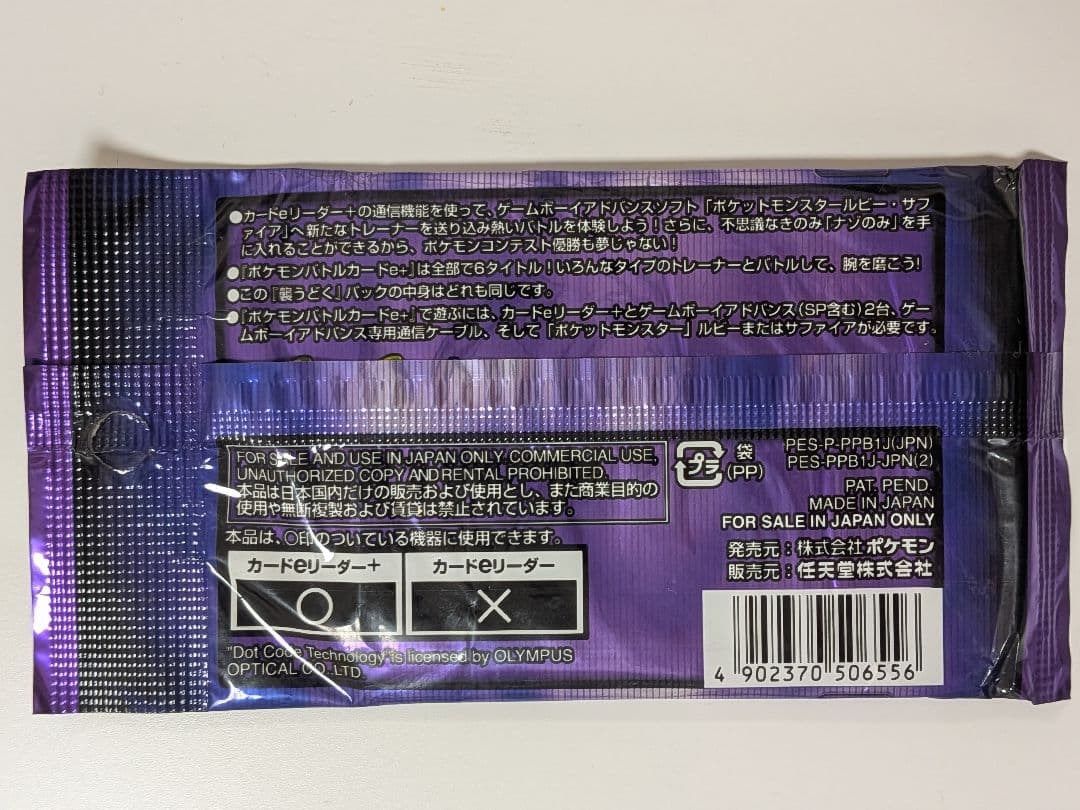 ●カードeリーダー+の通信機能を使って、ゲームボーイアドバンスソフト「ポケットモンスタールビー・サフ
ァイア」へ新たなトレーナーを送り込み熱いバトルを体験しよう!さらに、不思議なきのみ「ナゾのみ」を手
に入れることができるから、ポケモンコンテスト優勝も夢じゃない!
●『ポケモンバトルカードe+』は全部で6タイトル!いろんなタイプのトレーナーとバトルして、腕を磨こう!
●この『襲うどく』パックの中身はどれも同じです。
●『ポケモンバトルカードe+』で遊ぶには、カードeリーダー+とゲームボーイアドバンス(SP含む)2台、ゲー
ムボーイアドバンス専用通信ケーブル、そして「ポケットモンスター」ルビーまたはサファイアが必要です。
FOR SALE AND USE IN JAPAN ONLY. COMMERCIAL USE,
UNAUTHORIZED COPY AND RENTAL PROHIBITED.
本品は日本国内だけの販売および使用とし、また商業目的の
使用や無断複製および賃貸は禁止されています。
本品は、○印のついている機器に使用できます。
カードeリーダー+ カードeリーダー
○ ×
"Dot Code Technology" is licensed by OLYMPUS
OPTICAL CO., LTD.
プラ
袋
(PP)
PES-P-PPB1J(JPN)
PES-PPB1J-JPN(2)
PAT. PEND.
MADE IN JAPAN
FOR SALE IN JAPAN ONLY
発売元:株式会社ポケモン
販売元:任天堂株式会社
4 902370 506556